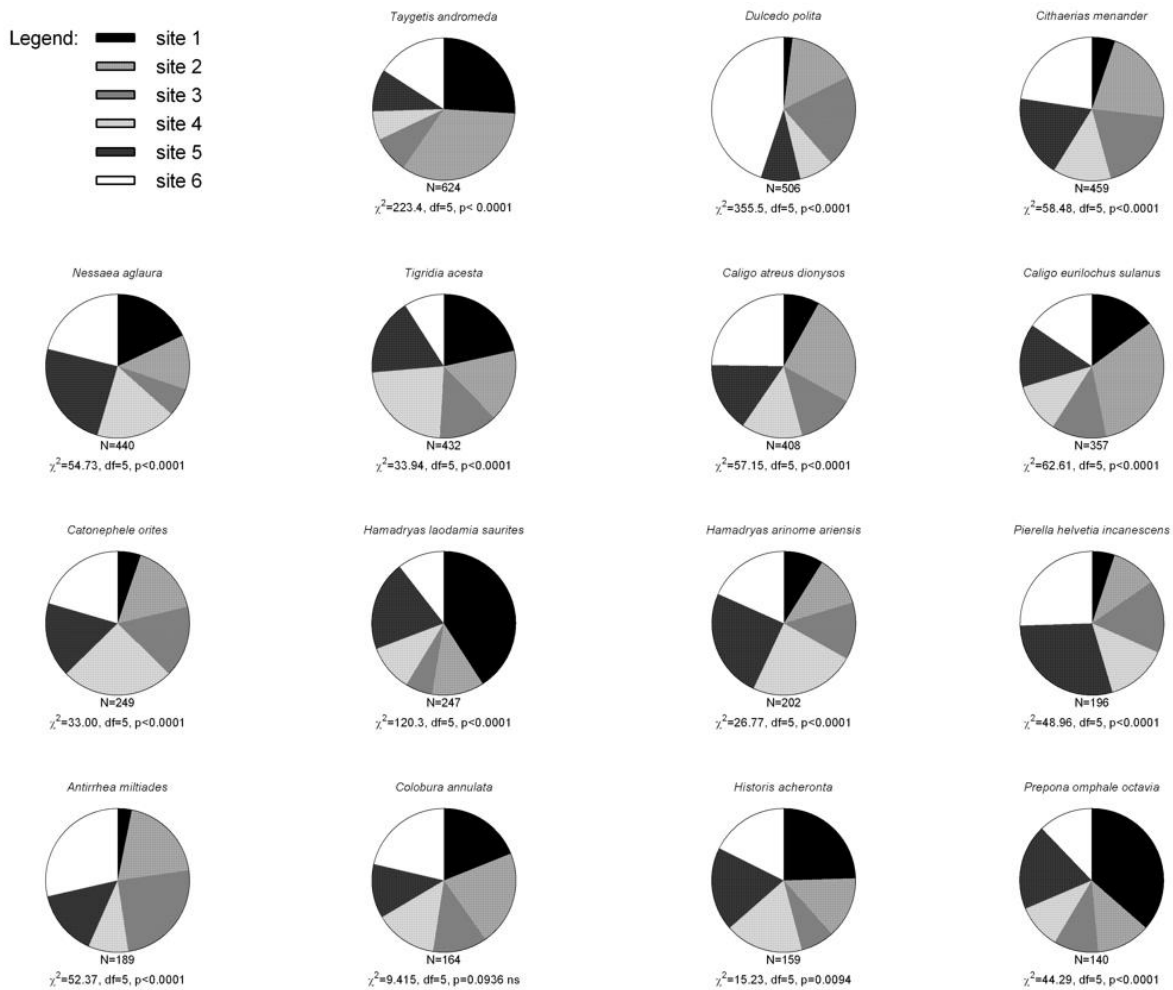 Legend:
site 1
site 2
site 3
site 4
site 5
site 6
Taygetis andromeda
N=624
χ²=223.4, df=5, p< 0.0001
Dulcedo polita
N=506
χ²=355.5, df=5, p<0.0001
Cithaerias menander
N=459
χ²=58.48, df=5, p<0.0001
Nessaea aglaura
N=440
χ²=54.73, df=5, p<0.0001
Tigridia acesta
N=432
χ²=33.94, df=5, p<0.0001
Caligo atreus dionysos
N=408
χ²=57.15, df=5, p<0.0001
Caligo eurilochus sulanus
N=357
χ²=62.61, df=5, p<0.0001
Catonephele orites
N=249
χ²=33.00, df=5, p<0.0001
Hamadryas laodamia saurites
N=247
χ²=120.3, df=5, p<0.0001
Hamadryas arinome ariensis
N=202
χ²=26.77, df=5, p<0.0001
Pierella helvetia incanescens
N=196
χ²=48.96, df=5, p<0.0001
Antirrhea miltiades
N=189
χ²=52.37, df=5, p<0.0001
Colobura annulata
N=164
χ²=9.415, df=5, p=0.0936 ns
Historis acheronta
N=159
χ²=15.23, df=5, p=0.0094
Prepona omphale octavia
N=140
χ²=44.29, df=5, p<0.0001